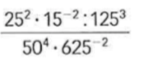 25² · 15⁻² : 125³
50⁴ · 625⁻²